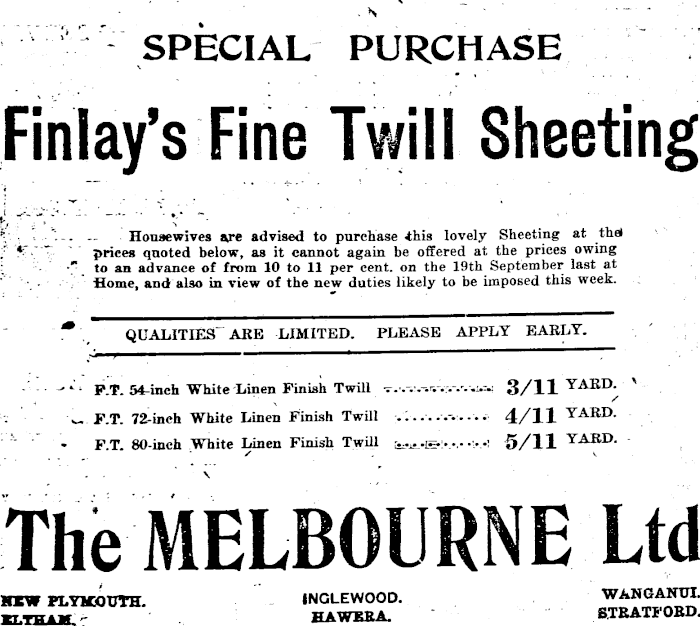 SPECIAL PURCHASE
Finlay's Fine Twill Sheeting
Housewives are advised to purchase this lovely Sheeting at the
prices quoted below, as it cannot again be offered at the prices owing
to an advance of from 10 to 11 per cent. on the 19th September last at
Home, and also in view of the new duties likely to be imposed this week.
QUALITIES ARE LIMITED. PLEASE APPLY EARLY.
F.T. 54-inch White Linen Finish Twill 3/11 YARD.
F.T. 72-inch White Linen Finish Twill 4/11 YARD.
F.T. 80-inch White Linen Finish Twill 5/11 YARD.
The MELBOURNE Ltd
NEW PLYMOUTH. INGLEWOOD. WANGANUI.
ELTHAM. HAWERA. STRATFORD.